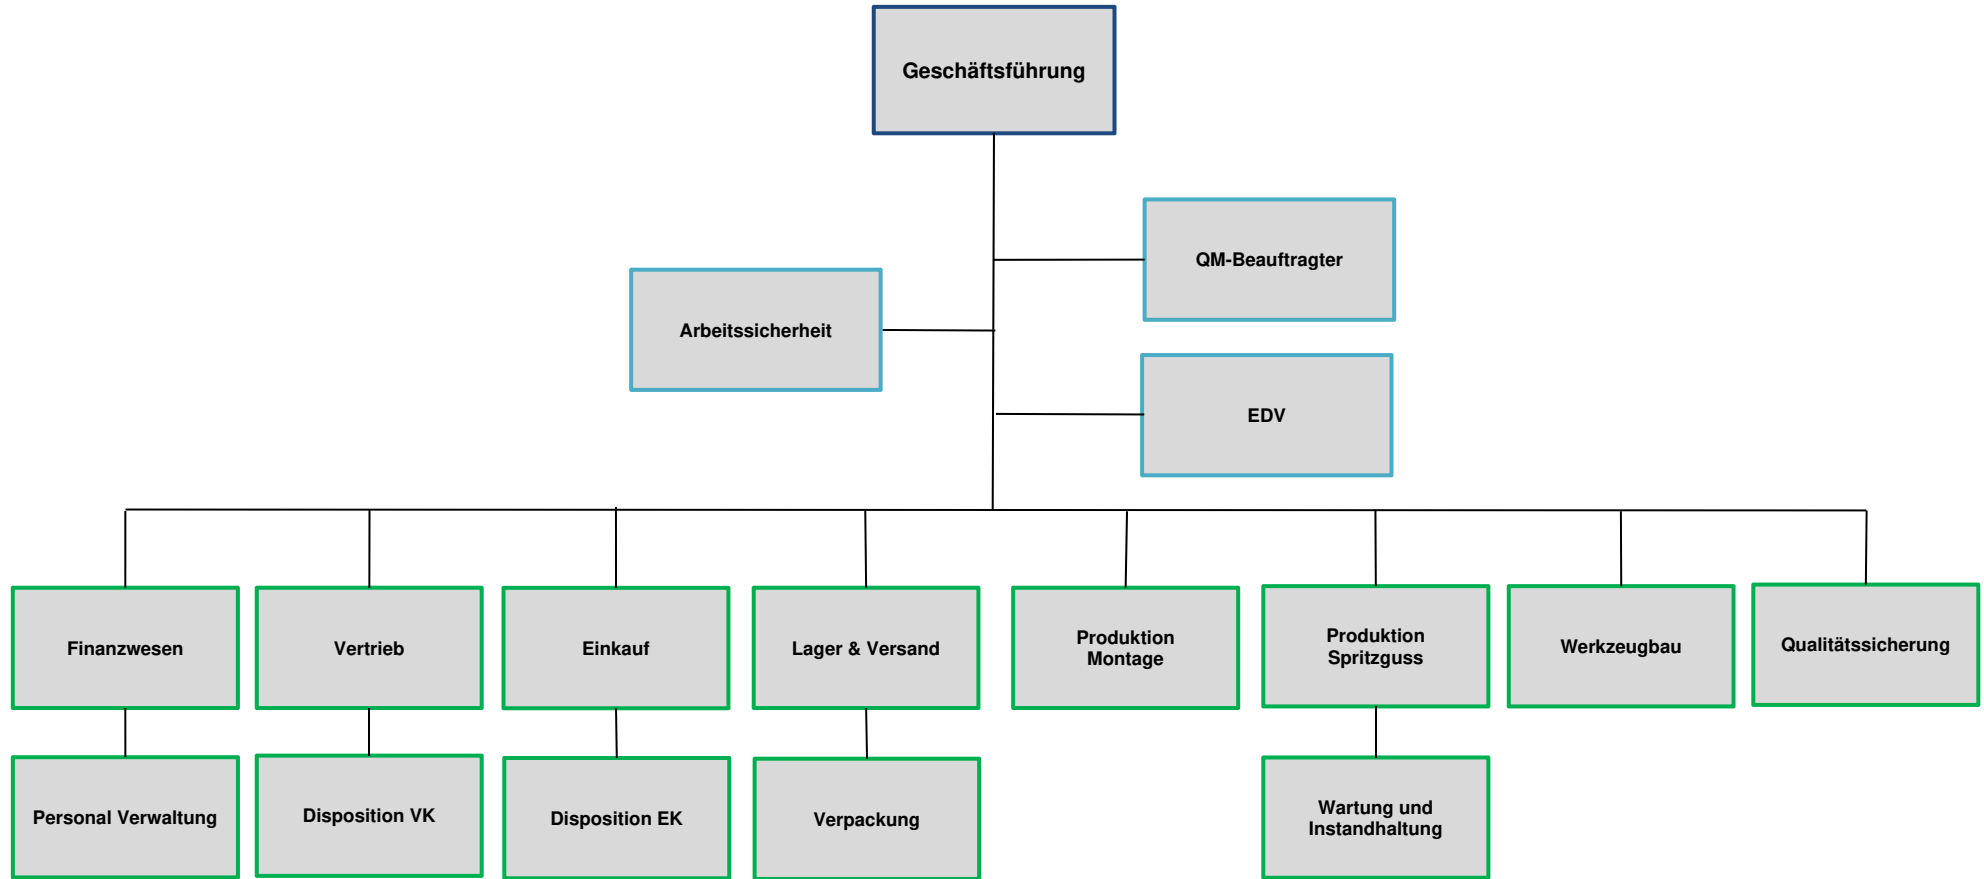 Geschäftsführung
QM-Beauftragter
Arbeitssicherheit
EDV
Finanzwesen
Vertrieb
Einkauf
Lager & Versand
Produktion
Montage
Produktion
Spritzguss
Werkzeugbau
Qualitätssicherung
Personal Verwaltung
Disposition VK
Disposition EK
Verpackung
Wartung und
Instandhaltung